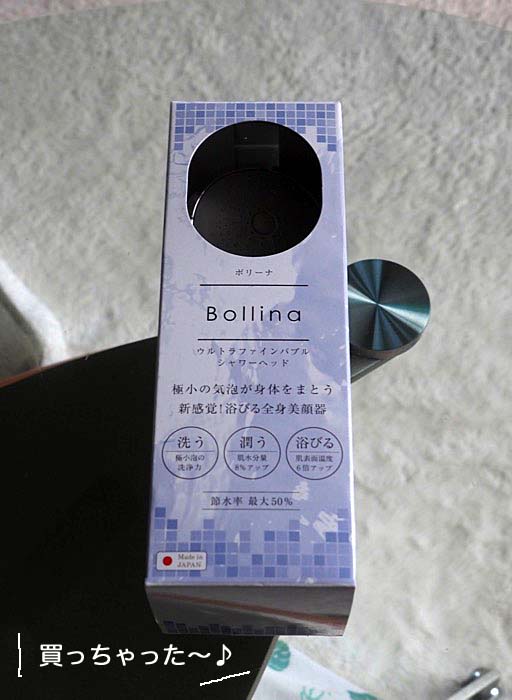 ボリーナ
Bollina
ウルトラファインバブル
シャワーヘッド
極小の気泡が身体をまとう
新感覚!浴びる全身美顔器
洗う
極小泡の
洗浄力
潤う
肌水分量
8%アップ
浴びる
肌表面温度
6倍アップ
節水率 最大50%
Made in
JAPAN
買っちゃった〜♪